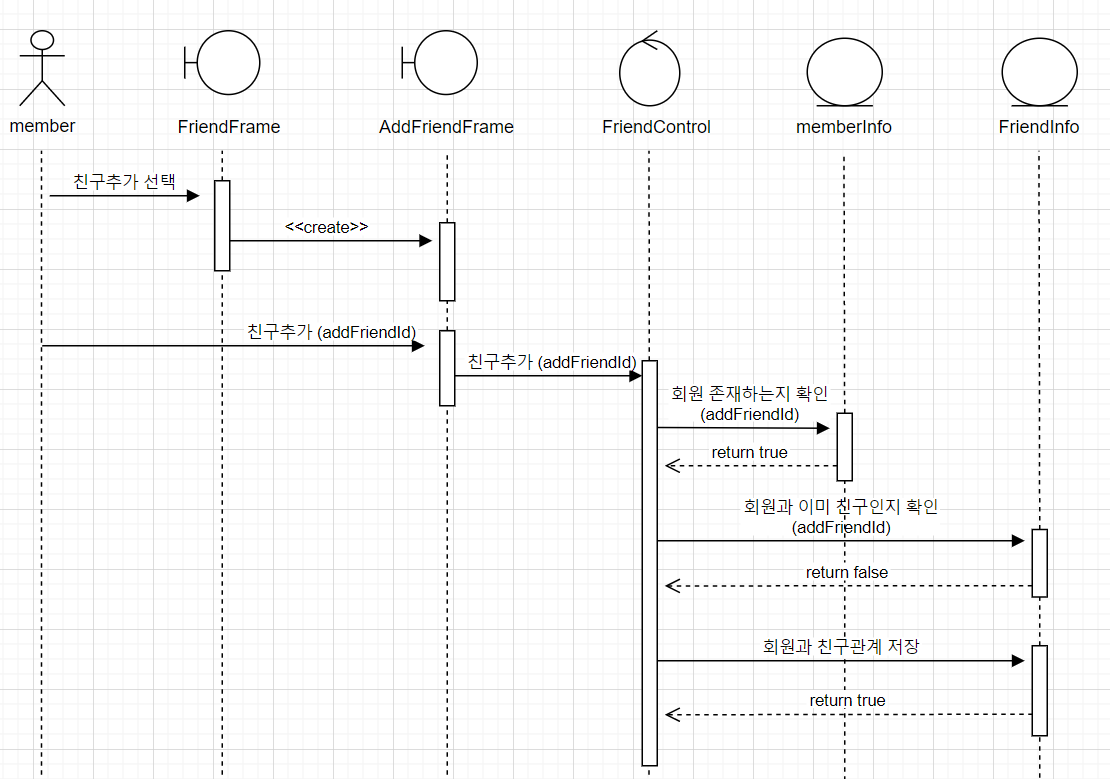 member
FriendFrame
AddFriendFrame
FriendControl
memberInfo
FriendInfo
친구추가 선택
<<create>>
친구추가 (addFriendId)
친구추가 (addFriendId)
회원 존재하는지 확인
(addFriendId)
return true
회원과 이미 친구인지 확인
(addFriendId)
return false
회원과 친구관계 저장
return true